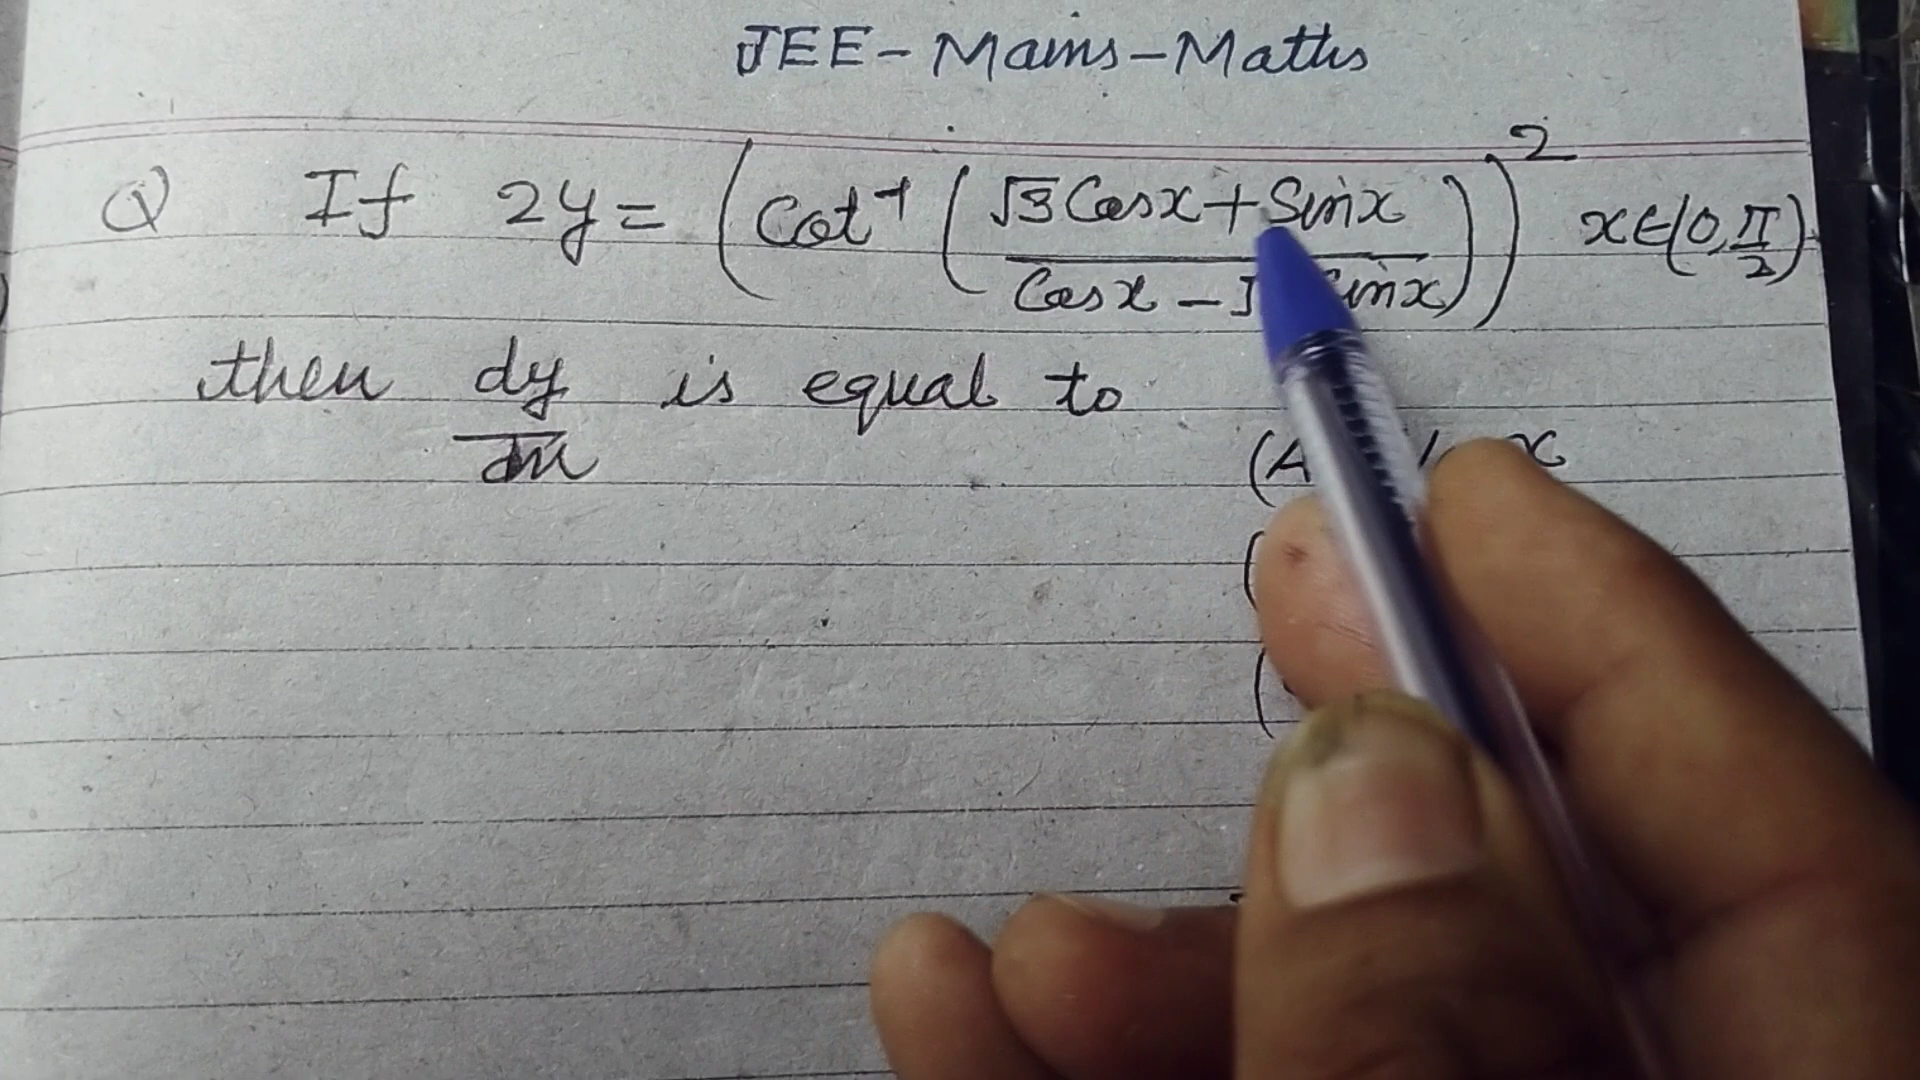 JEE-Mains-Maths
Q If 2y = (Cot⁻¹ (√3 Cosx + Sinx / Cosx - Sinx))² x∈(0, π/2)
then dy/dx is equal to
(A x